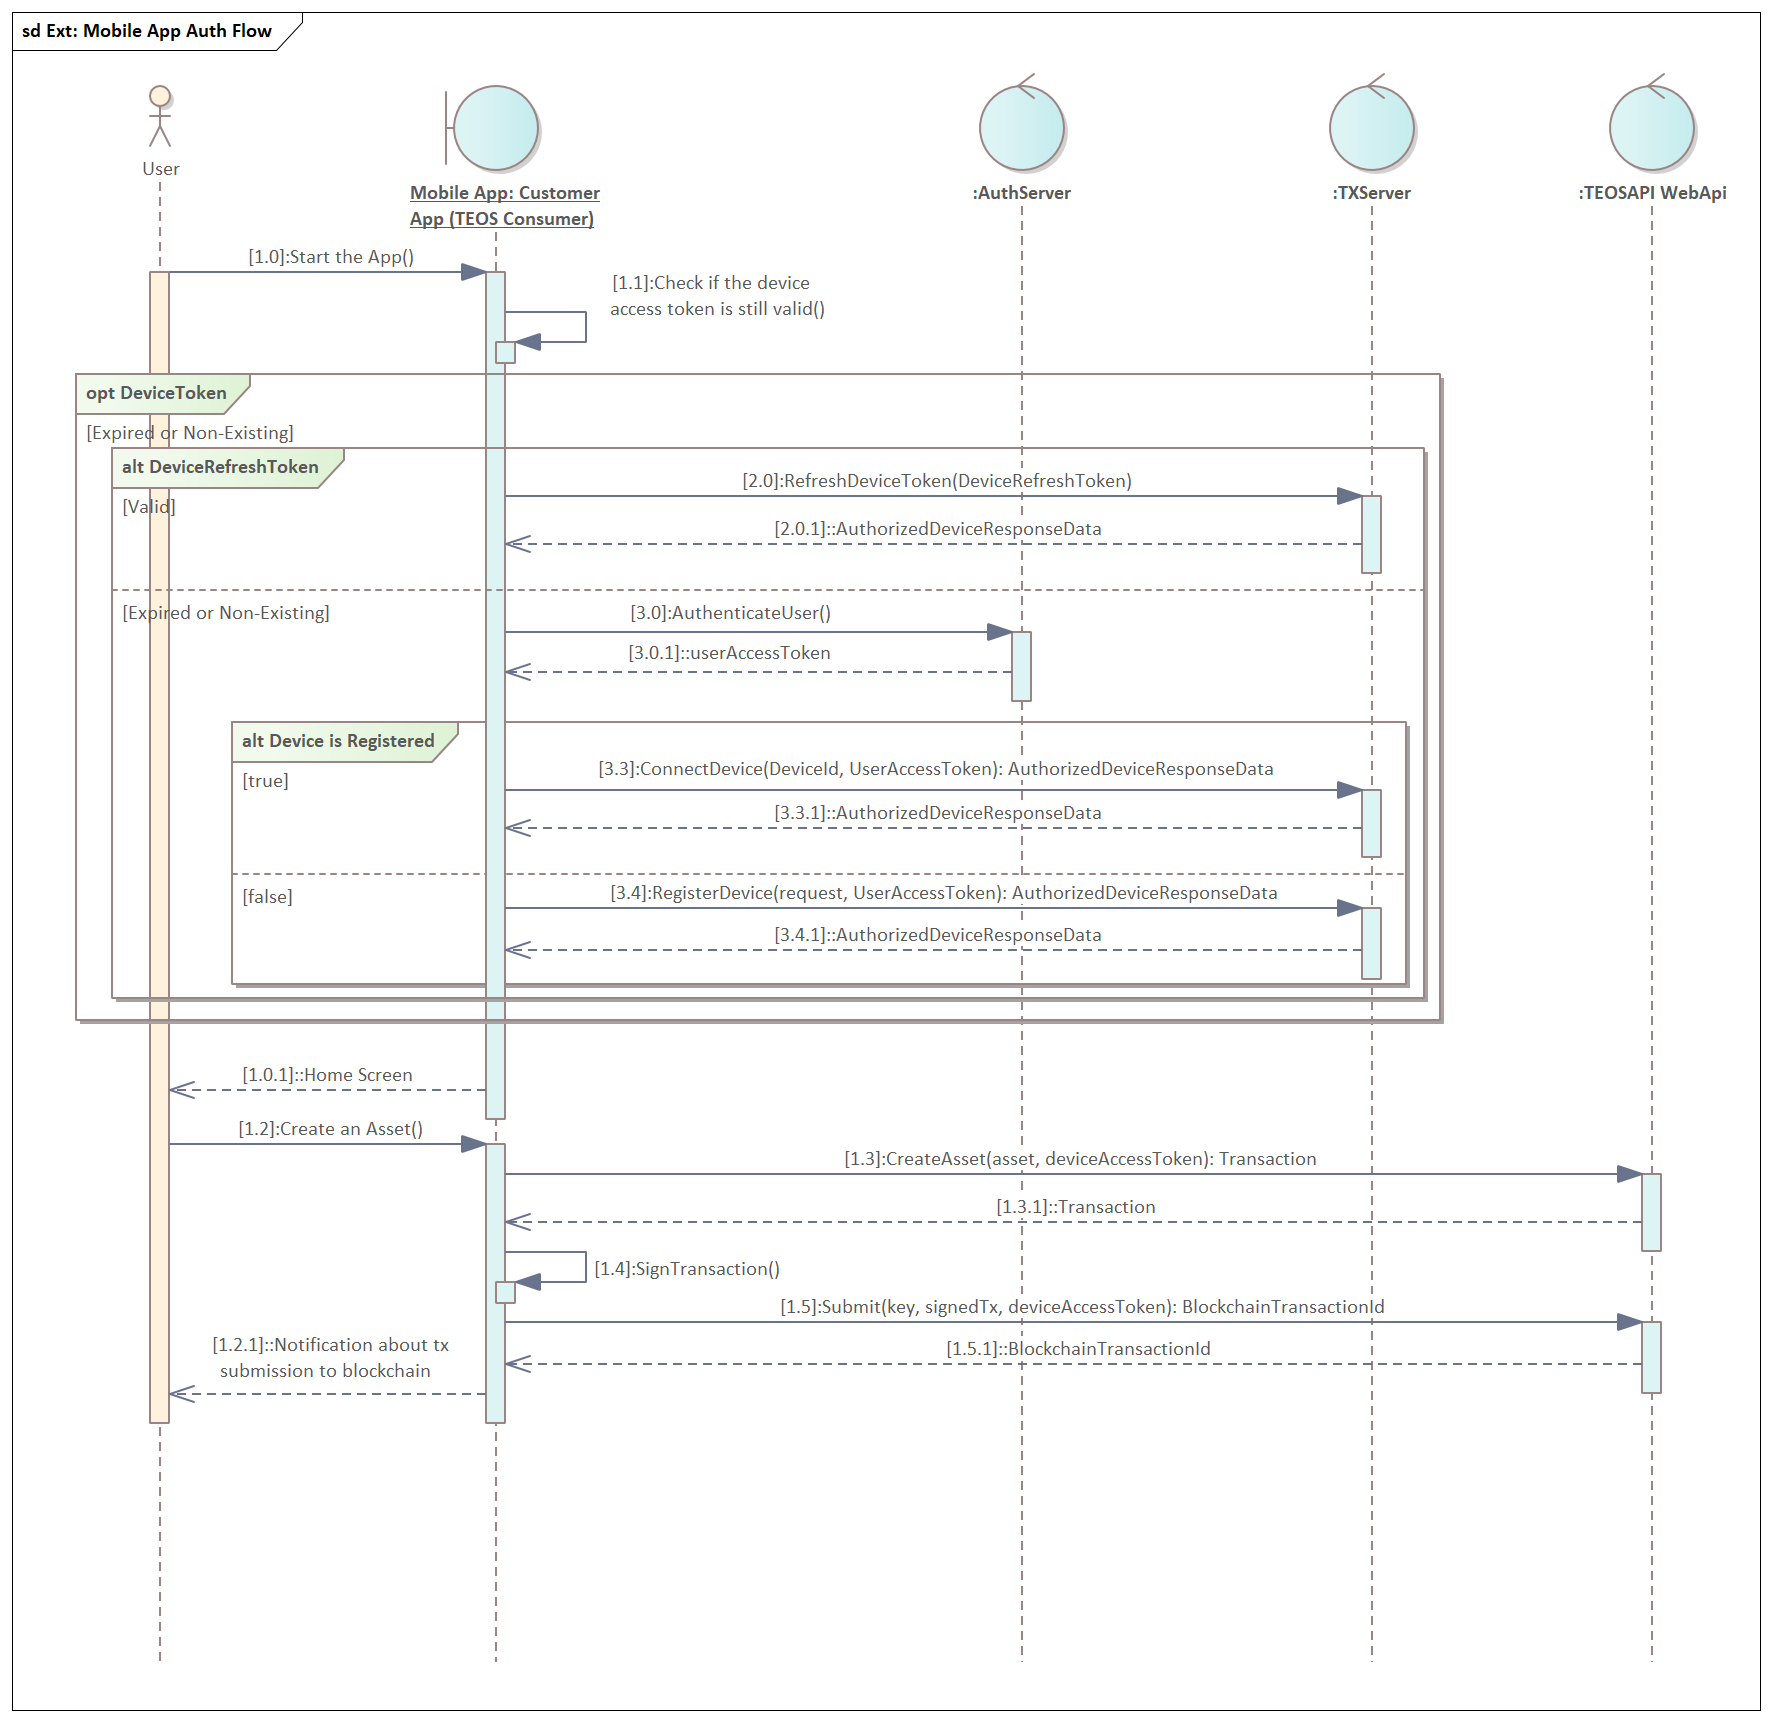 sd Ext: Mobile App Auth Flow
User
Mobile App: Customer
App (TEOS Consumer)
:AuthServer
:TXServer
:TEOSAPI WebApi
[1.0]:Start the App()
[1.1]:Check if the device
access token is still valid()
opt DeviceToken
[Expired or Non-Existing]
alt DeviceRefreshToken
[Valid]
[2.0]:RefreshDeviceToken(DeviceRefreshToken)
[2.0.1]::AuthorizedDeviceResponseData
[Expired or Non-Existing]
[3.0]:AuthenticateUser()
[3.0.1]::userAccessToken
alt Device is Registered
[true]
[3.3]:ConnectDevice(DeviceId, UserAccessToken): AuthorizedDeviceResponseData
[3.3.1]::AuthorizedDeviceResponseData
[false]
[3.4]:RegisterDevice(request, UserAccessToken): AuthorizedDeviceResponseData
[3.4.1]::AuthorizedDeviceResponseData
[1.0.1]::Home Screen
[1.2]:Create an Asset()
[1.3]:CreateAsset(asset, deviceAccessToken): Transaction
[1.3.1]::Transaction
[1.4]:SignTransaction()
[1.5]:Submit(key, signedTx, deviceAccessToken): BlockchainTransactionId
[1.5.1]::BlockchainTransactionId
[1.2.1]::Notification about tx
submission to blockchain